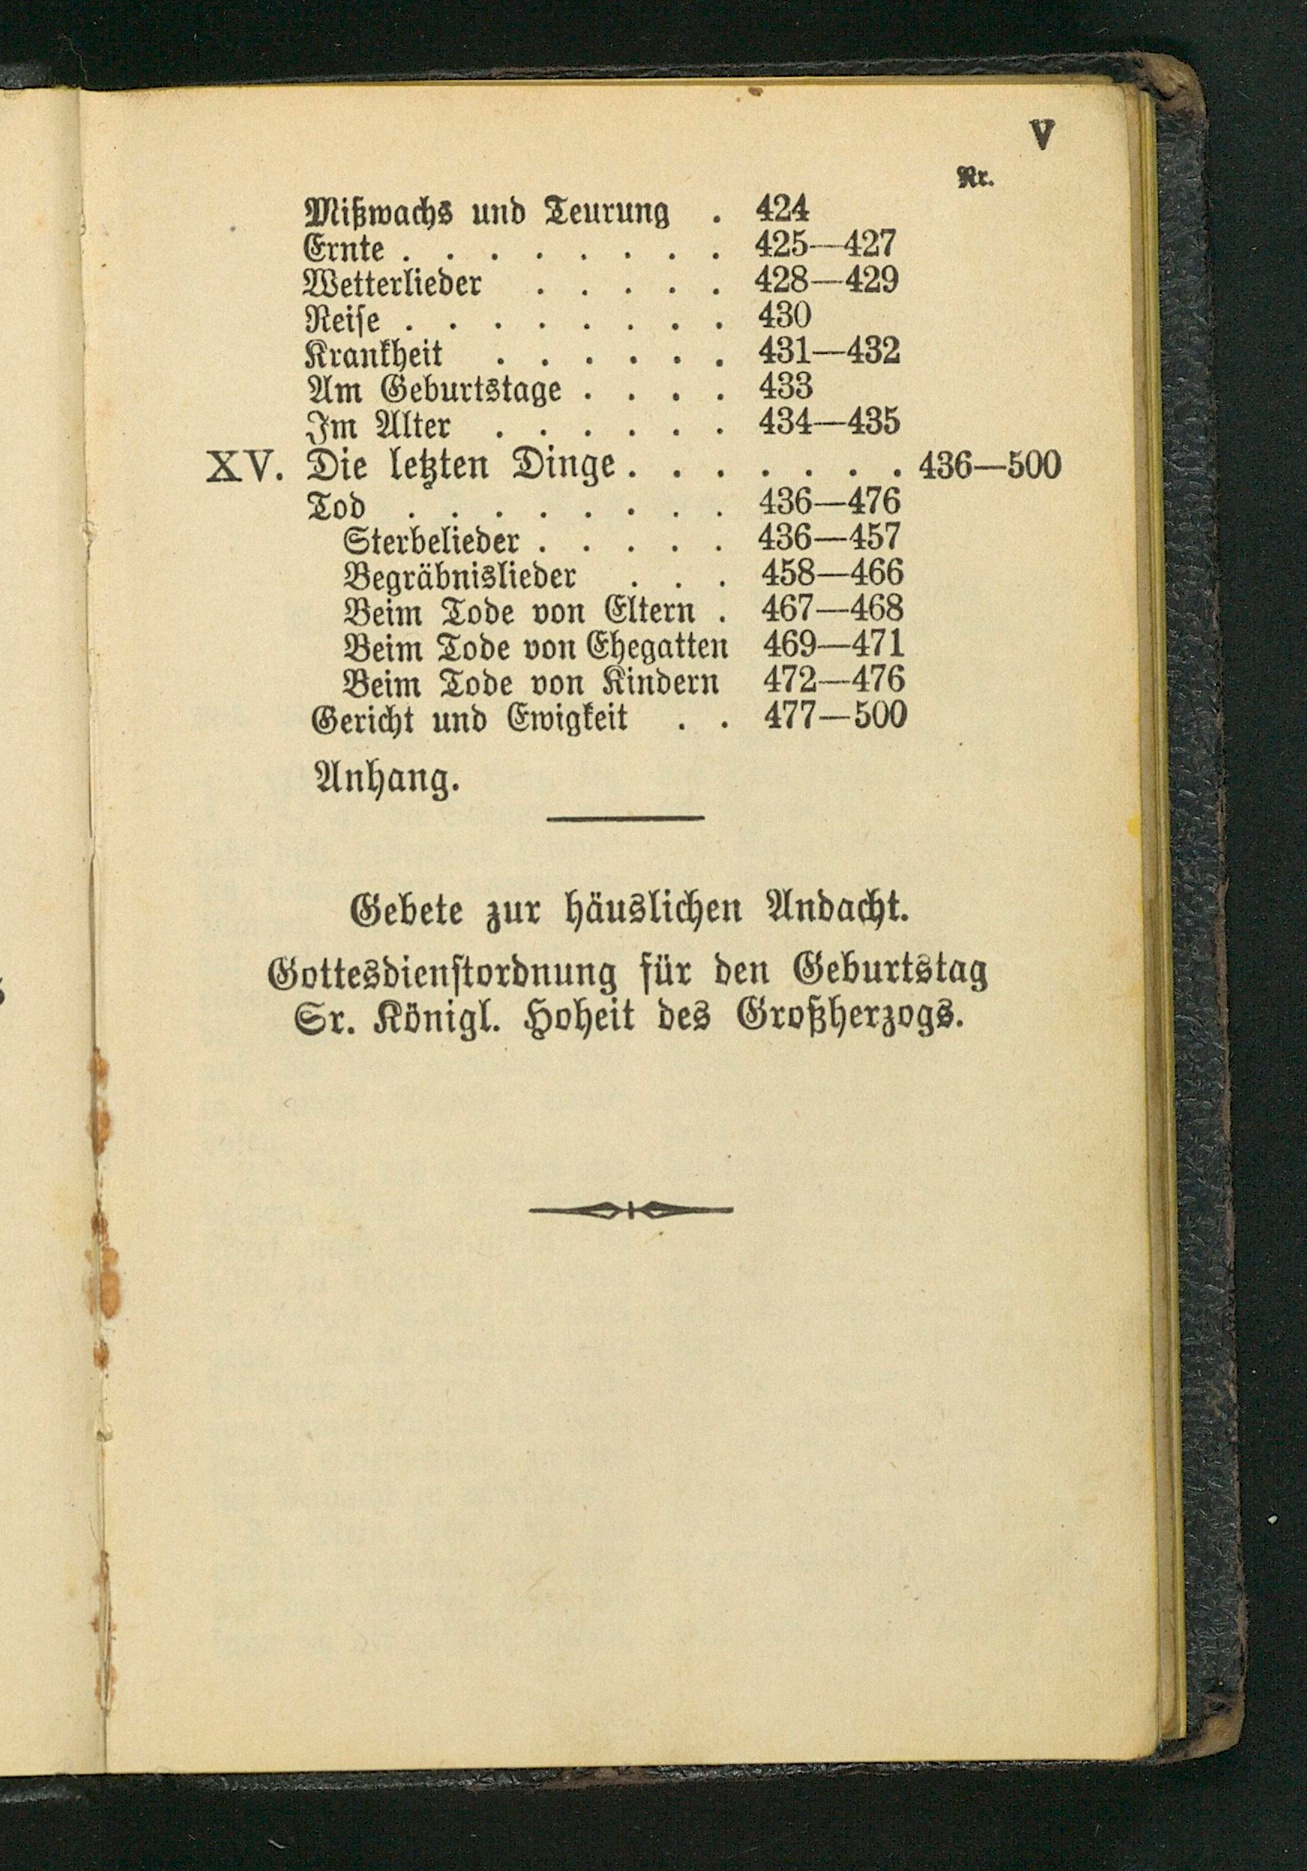 V
Nr.
Mißwachs und Teurung . 424
Ernte . . . . . . . . 425—427
Wetterlieder . . . . . 428—429
Reise . . . . . . . . 430
Krankheit . . . . . . 431—432
Am Geburtstage . . . . 433
Im Alter . . . . . . 434—435
XV. Die letzten Dinge . . . . . . . 436—500
Tod . . . . . . . . 436—476
Sterbelieder . . . . . 436—457
Begräbnislieder . . . 458—466
Beim Tode von Eltern . 467—468
Beim Tode von Ehegatten 469—471
Beim Tode von Kindern 472—476
Gericht und Ewigkeit . . 477—500
Anhang.
Gebete zur häuslichen Andacht.
Gottesdienstordnung für den Geburtstag
Sr. Königl. Hoheit des Großherzogs.